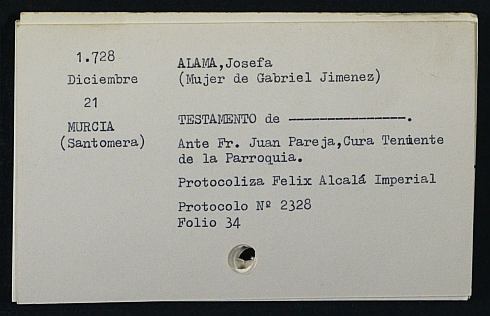 1.728
Diciembre
21
MURCIA
(Santomera)
ALAMA,Josefa
(Mujer de Gabriel Jimenez)
TESTAMENTO de ---------------.
Ante Fr. Juan Pareja,Cura Teniente
de la Parroquia.
Protocoliza Felix Alcalá Imperial
Protocolo Nº 2328
Folio 34